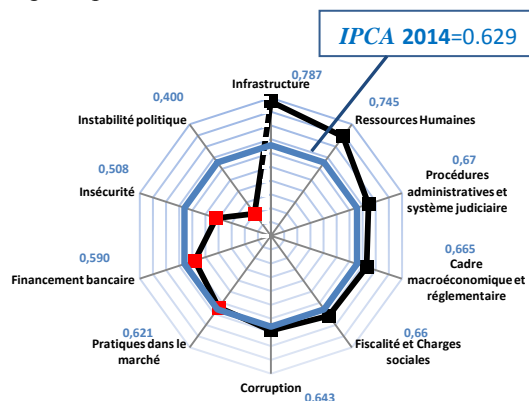 IPCA 2014=0.629
0,787
Infrastructure
0,745
Ressources Humaines
0,67
Procédures
administratives et
système judiciaire
0,665
Cadre
macroéconomique et
réglementaire
0,66
Fiscalité et Charges
sociales
0,643
Corruption
0,621
Pratiques dans le
marché
0,590
Financement bancaire
0,508
Insécurité
0,400
Instabilité politique